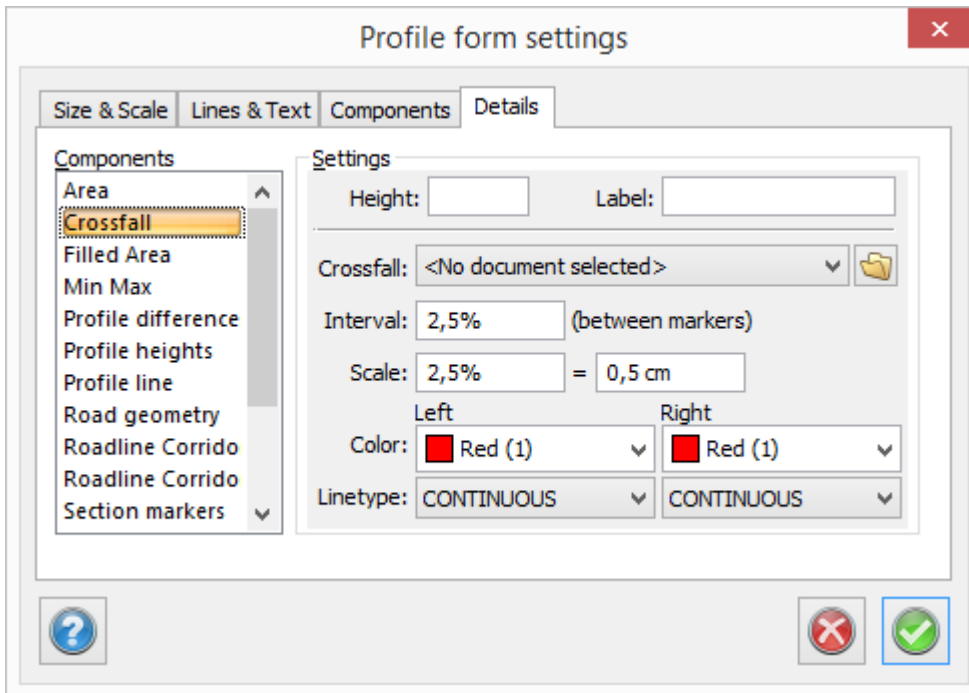 Profile form settings
Size & Scale Lines & Text Components Details
Components
Area
Crossfall
Filled Area
Min Max
Profile difference
Profile heights
Profile line
Road geometry
Roadline Corrido
Roadline Corrido
Section markers
Settings
Height: Label:
Crossfall: <No document selected>
Interval: 2,5% (between markers)
Scale: 2,5% = 0,5 cm
Left Right
Color: Red (1) Red (1)
Linetype: CONTINUOUS CONTINUOUS